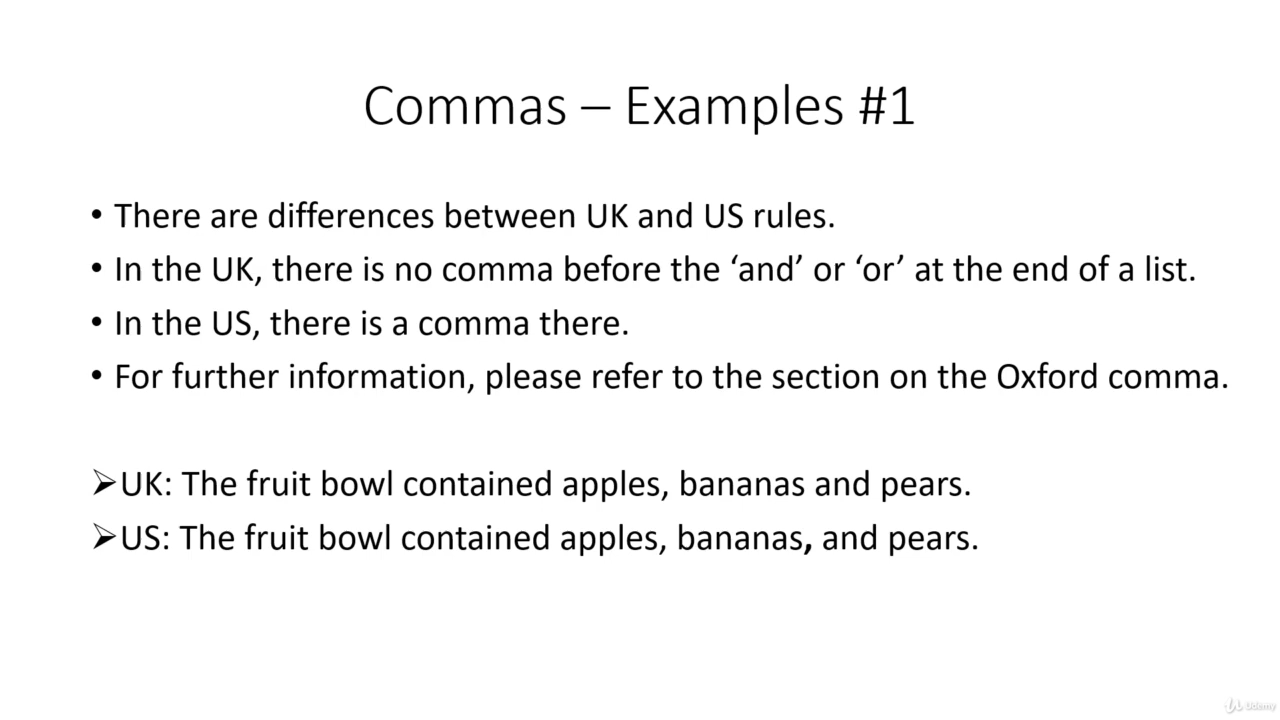 Commas – Examples #1
• There are differences between UK and US rules.
• In the UK, there is no comma before the ‘and’ or ‘or’ at the end of a list.
• In the US, there is a comma there.
• For further information, please refer to the section on the Oxford comma.
➢UK: The fruit bowl contained apples, bananas and pears.
➢US: The fruit bowl contained apples, bananas, and pears.
Udemy